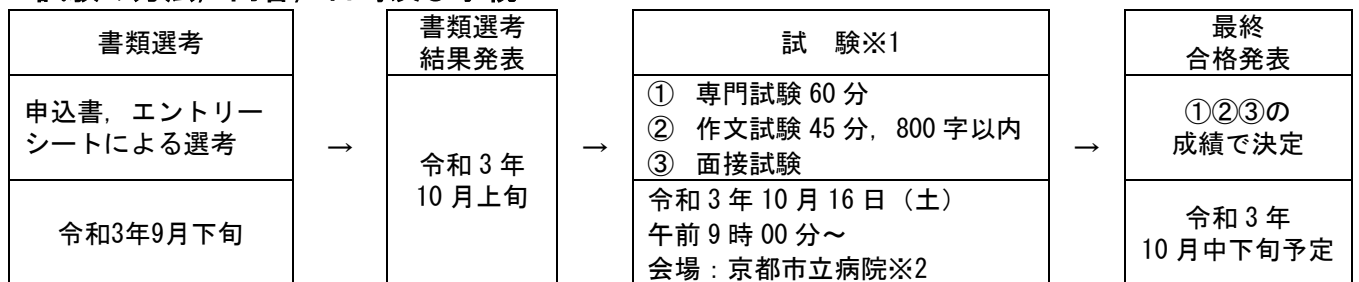 書類選考
申込書，エントリー
シートによる選考
令和3年9月下旬
→
書類選考
結果発表
令和 3 年
10 月上旬
→
試　験※1
①　専門試験 60 分
②　作文試験 45 分，800 字以内
③　面接試験
令和 3 年 10 月 16 日（土）
午前 9 時 00 分～
会場：京都市立病院※2
→
最終
合格発表
①②③の
成績で決定
令和 3 年
10 月中下旬予定